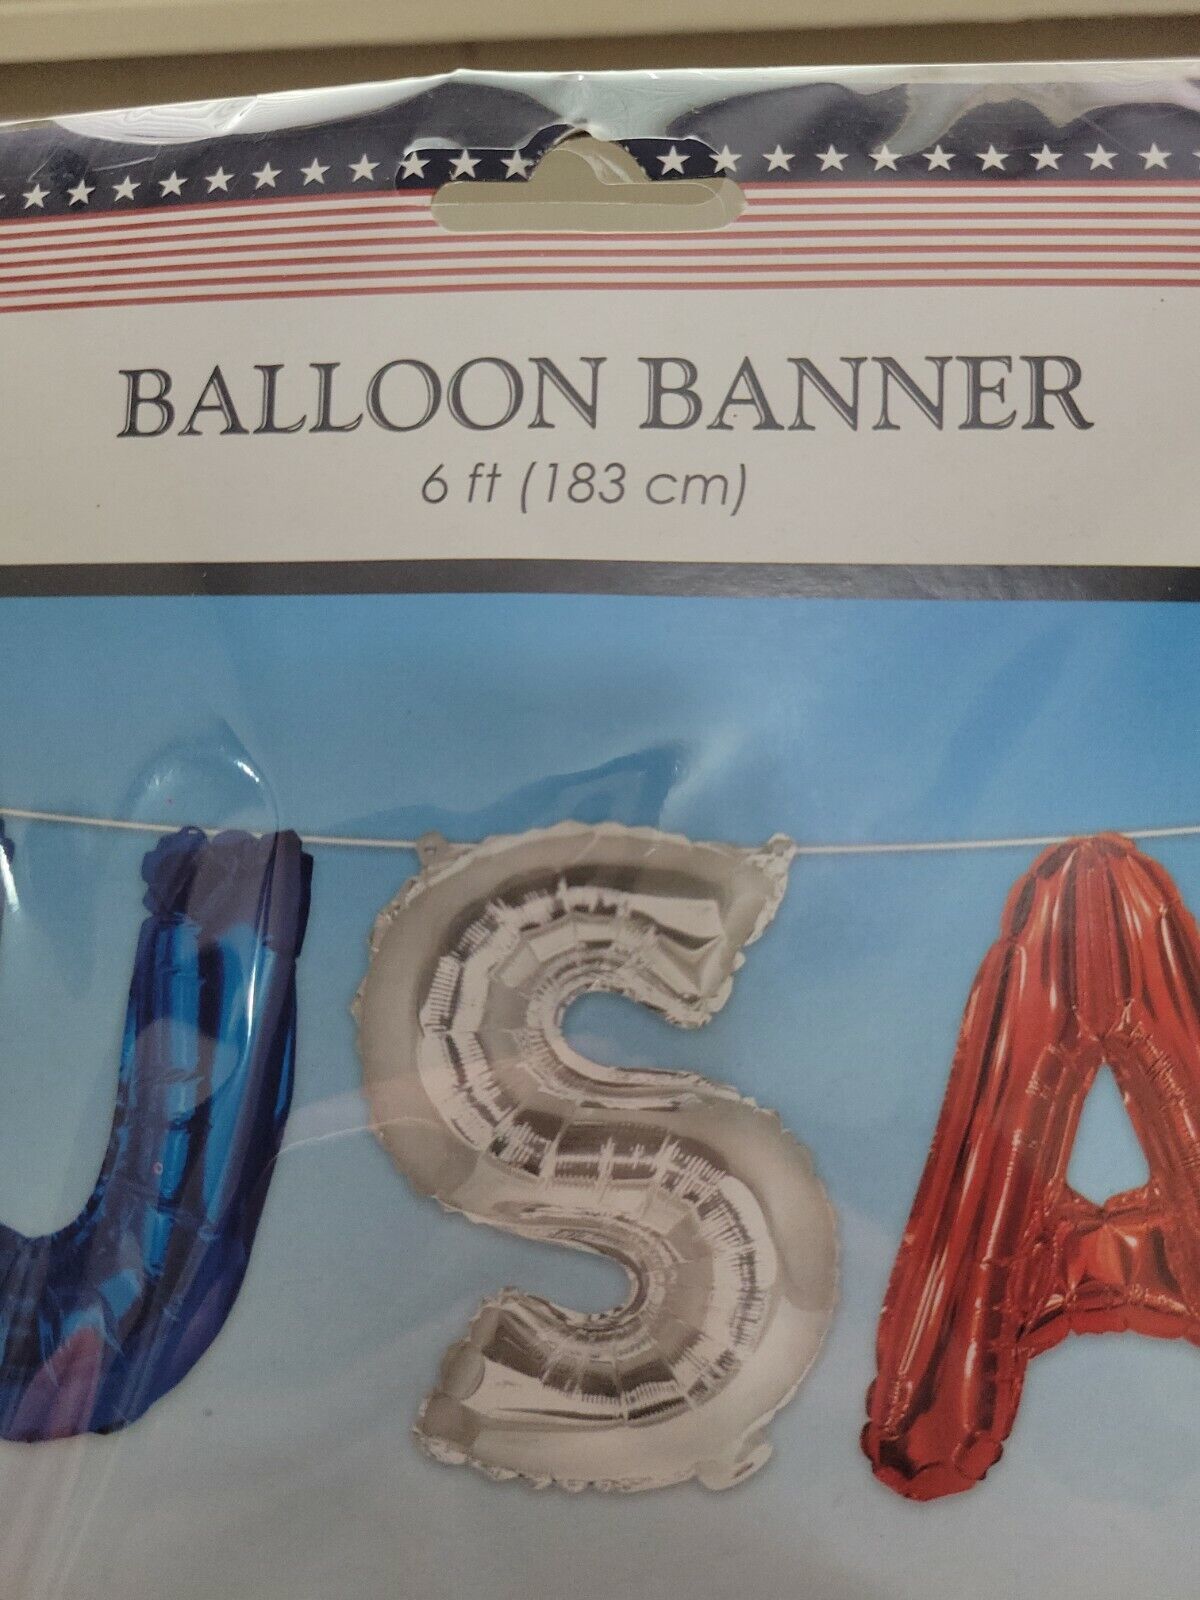 BALLOON BANNER
6 ft (183 cm)
USA